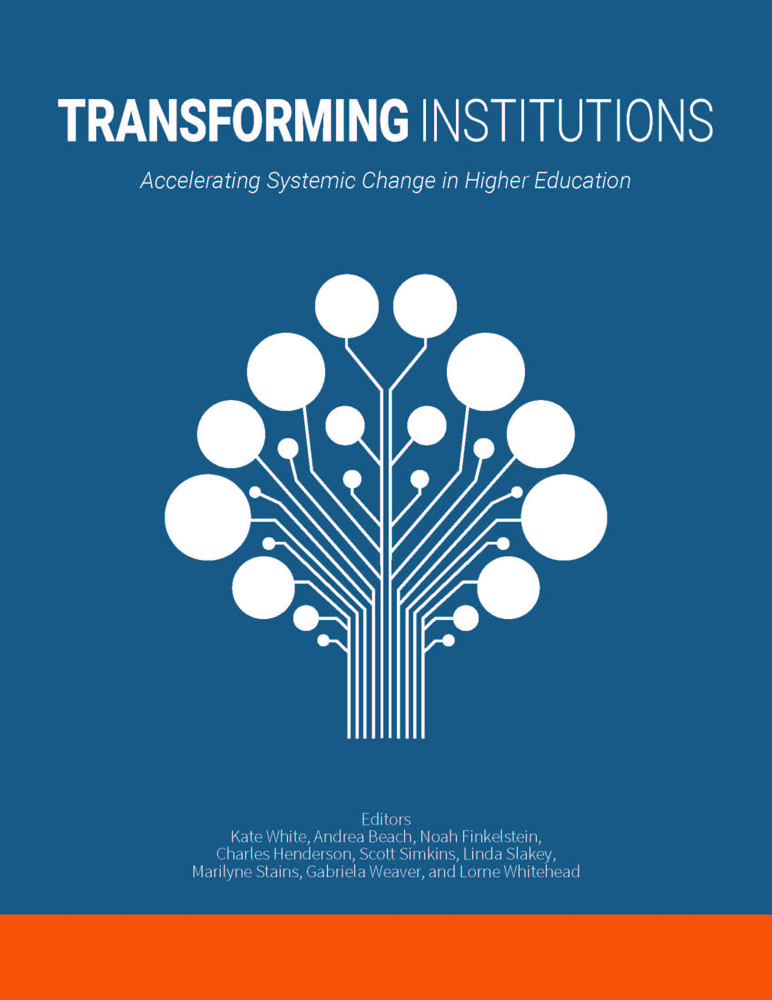 TRANSFORMING INSTITUTIONS
Accelerating Systemic Change in Higher Education
Editors
Kate White, Andrea Beach, Noah Finkelstein,
Charles Henderson, Scott Simkins, Linda Slakey,
Marilyne Stains, Gabriela Weaver, and Lorne Whitehead